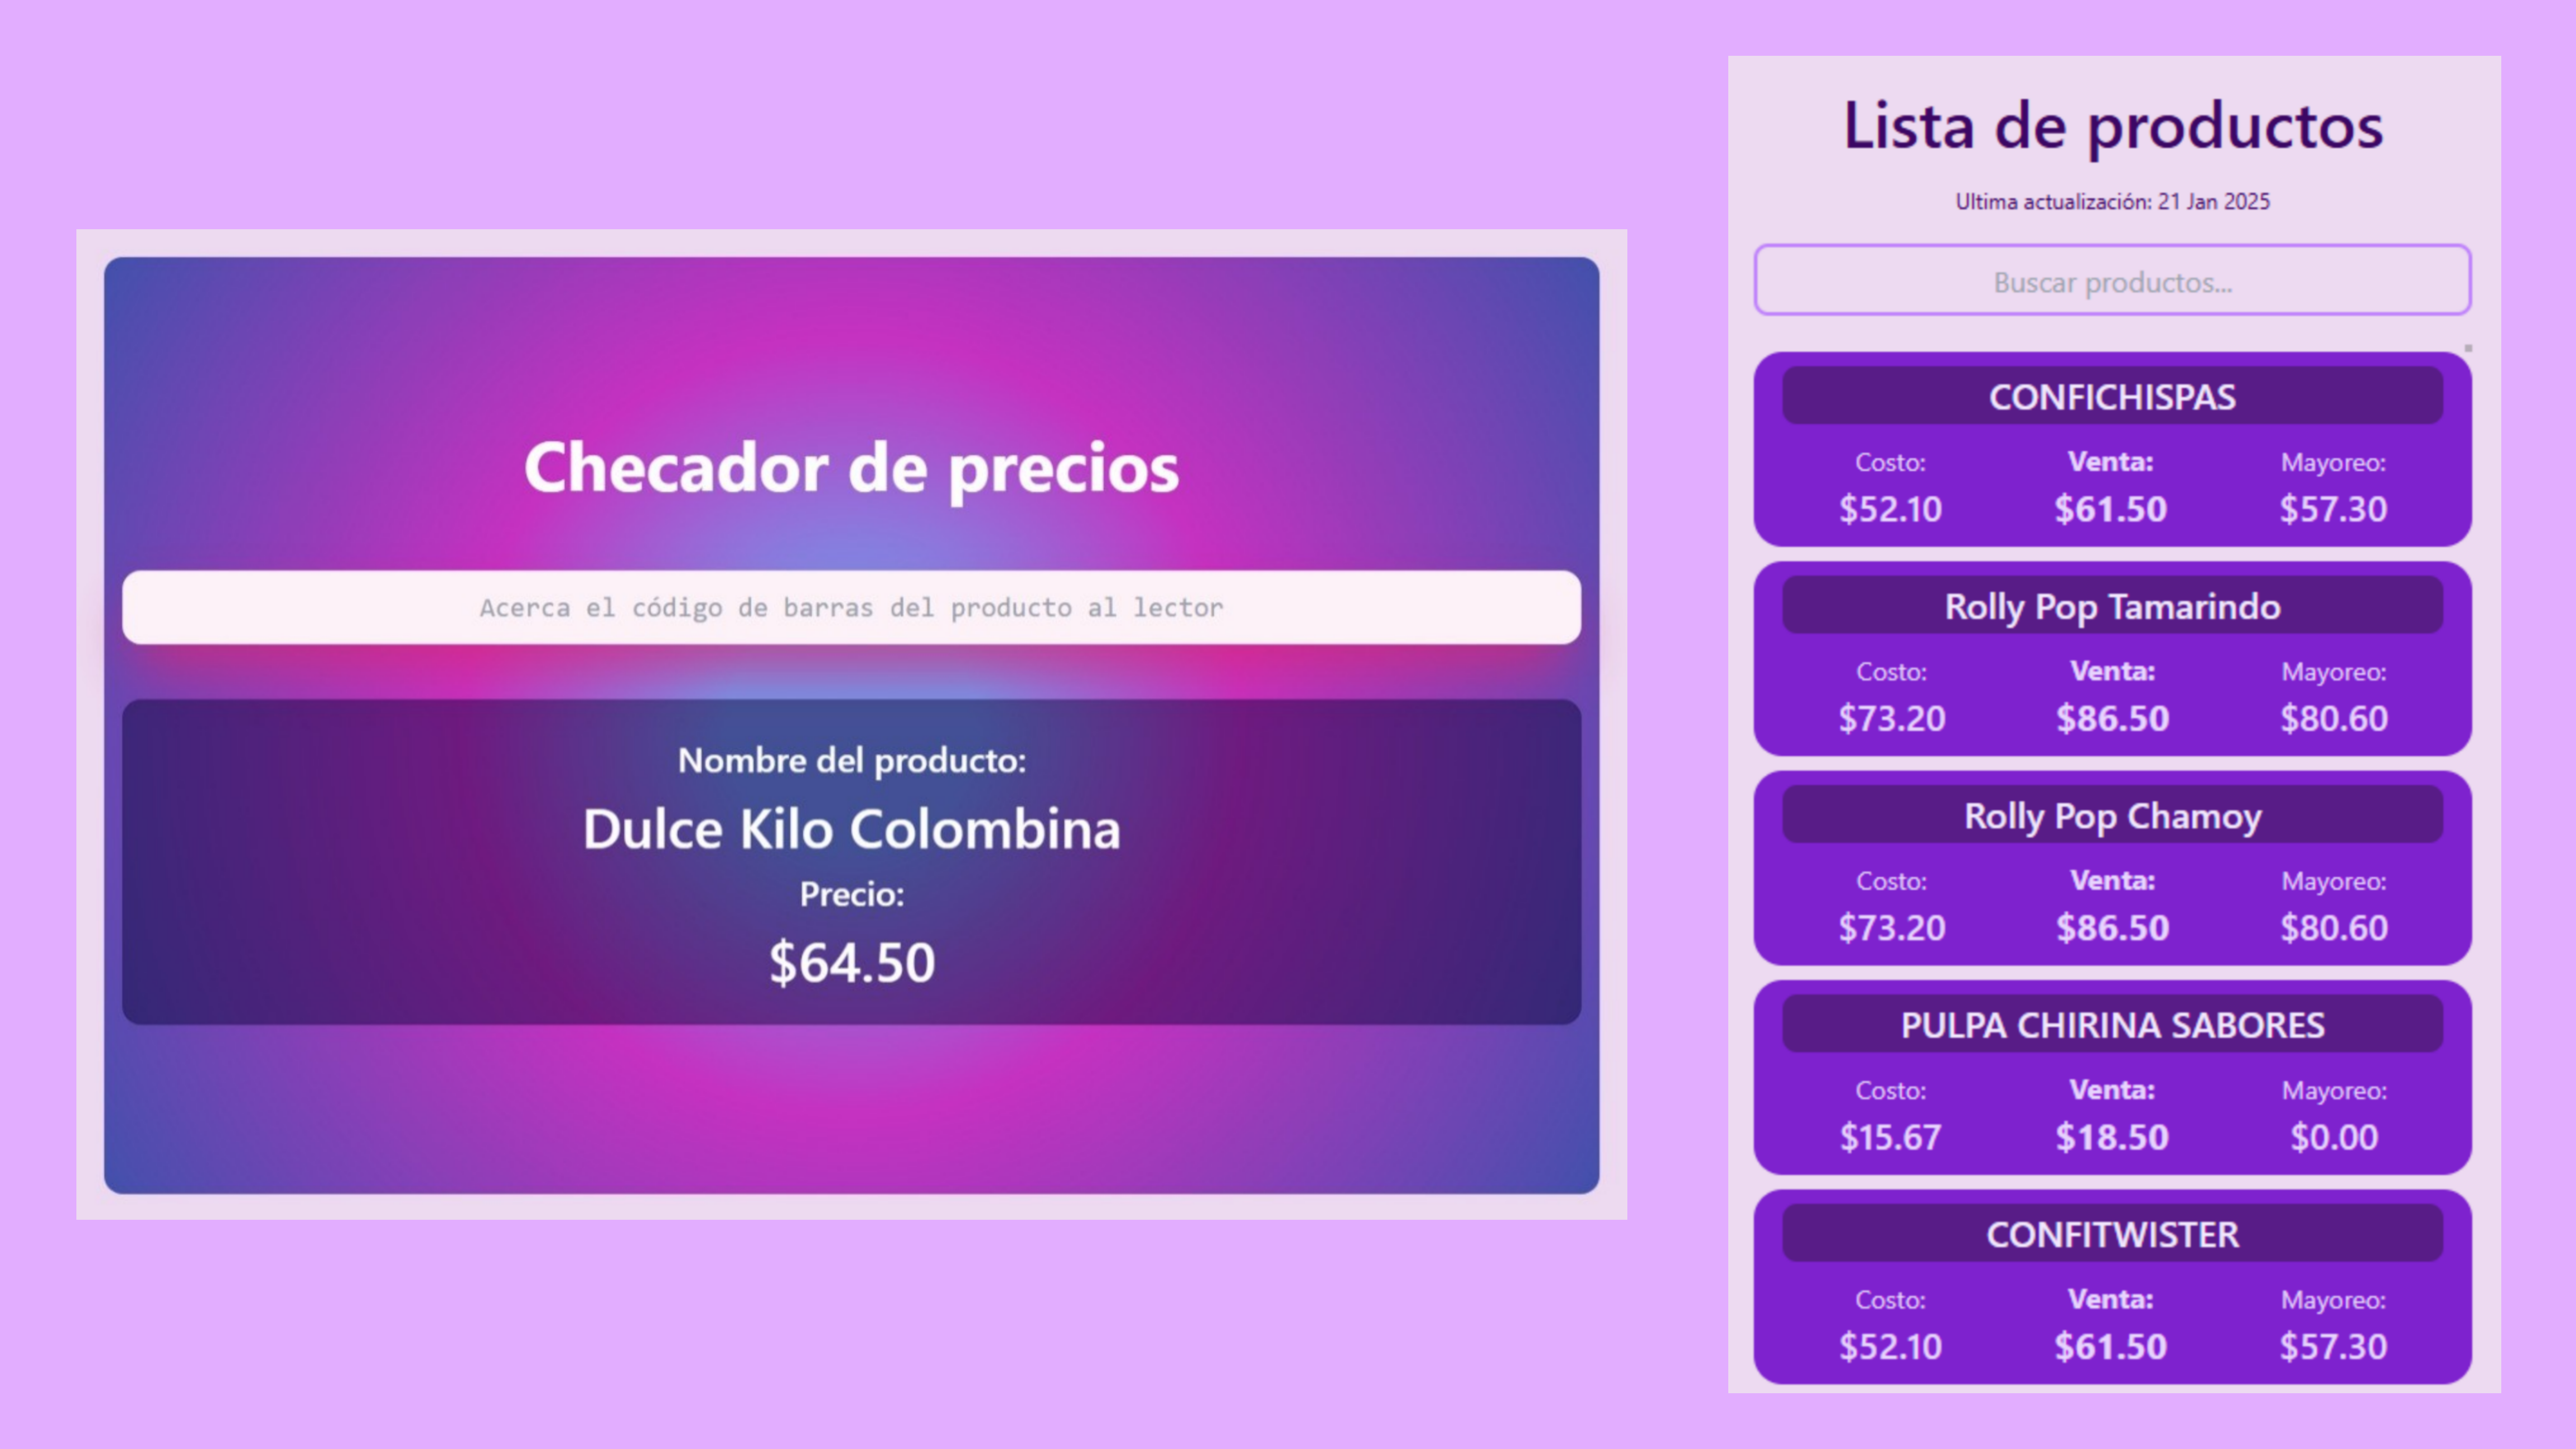 Checador de precios
Acerca el código de barras del producto al lector
Nombre del producto:
Dulce Kilo Colombina
Precio:
$64.50
Lista de productos
Ultima actualización: 21 Jan 2025
Buscar productos...
CONFICHISPAS
Costo: Venta: Mayoreo:
$52.10 $61.50 $57.30
Rolly Pop Tamarindo
Costo: Venta: Mayoreo:
$73.20 $86.50 $80.60
Rolly Pop Chamoy
Costo: Venta: Mayoreo:
$73.20 $86.50 $80.60
PULPA CHIRINA SABORES
Costo: Venta: Mayoreo:
$15.67 $18.50 $0.00
CONFITWISTER
Costo: Venta: Mayoreo:
$52.10 $61.50 $57.30